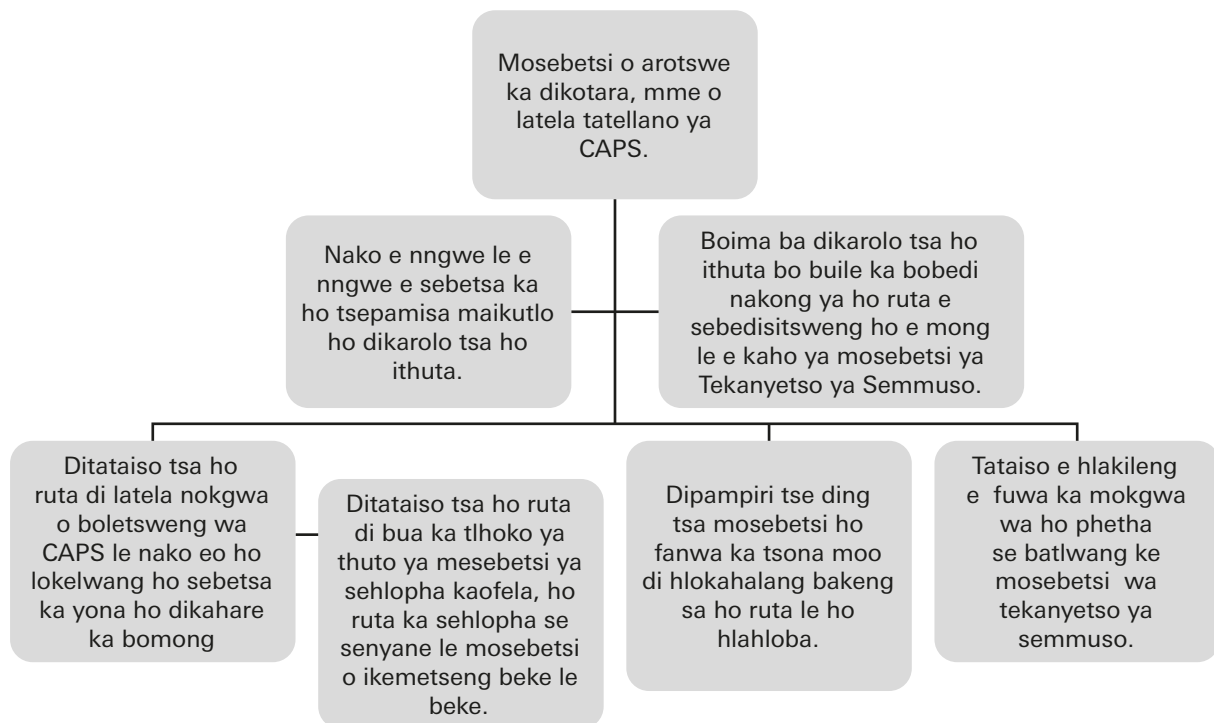 Mosebetsi o arotswe
ka dikotara, mme o
latela tatellano ya
CAPS.
Nako e nngwe le e
nngwe e sebetsa ka
ho tsepamisa maikutlo
ho dikarolo tsa ho
ithuta.
Boima ba dikarolo tsa ho
ithuta bo buile ka bobedi
nakong ya ho ruta e
sebedisitsweng ho e mong
le e kaho ya mosebetsi ya
Tekanyetso ya Semmuso.
Ditataiso tsa ho
ruta di latela nokgwa
o boletsweng wa
CAPS le nako eo ho
lokelwang ho sebetsa
ka yona ho dikahare
ka bomong
Ditataiso tsa ho ruta
di bua ka tlhoko ya
thuto ya mesebetsi ya
sehlopha kaofela, ho
ruta ka sehlopha se
senyane le mosebetsi
o ikemetseng beke le
beke.
Dipampiri tse ding
tsa mosebetsi ho
fanwa ka tsona moo
di hlokahalang bakeng
sa ho ruta le ho
hlahloba.
Tataiso e hlakileng
e fuwa ka mokgwa
wa ho phetha
se batlwang ke
mosebetsi wa
tekanyetso ya
semmuso.